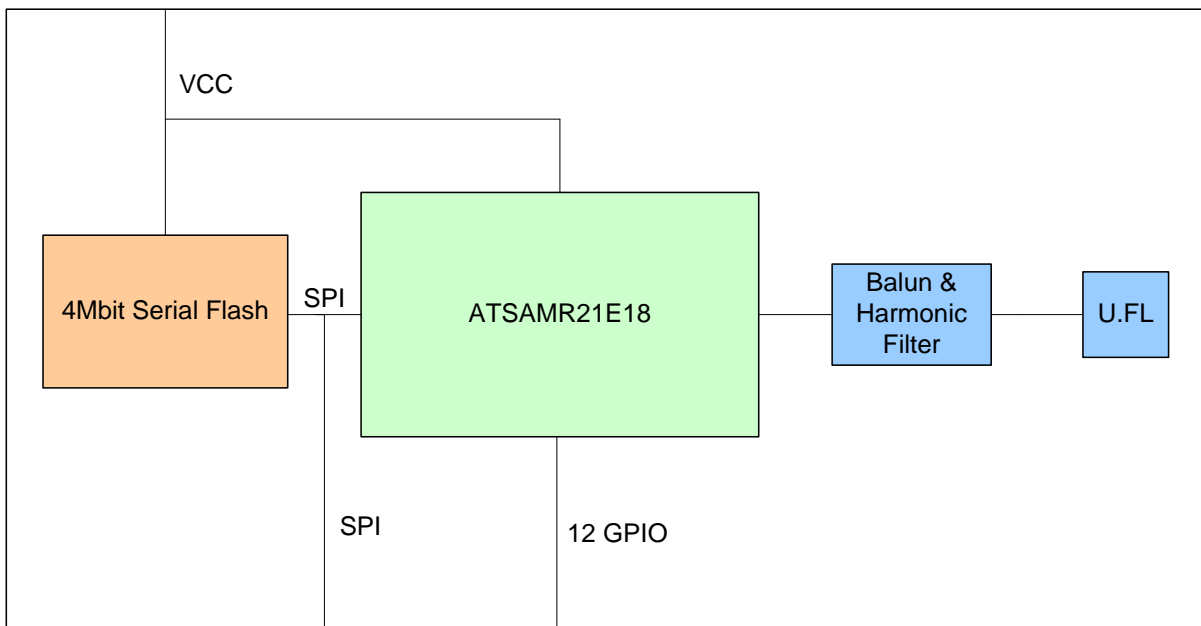 VCC
4Mbit Serial Flash
SPI
ATSAMR21E18
Balun &
Harmonic
Filter
U.FL
SPI
12 GPIO